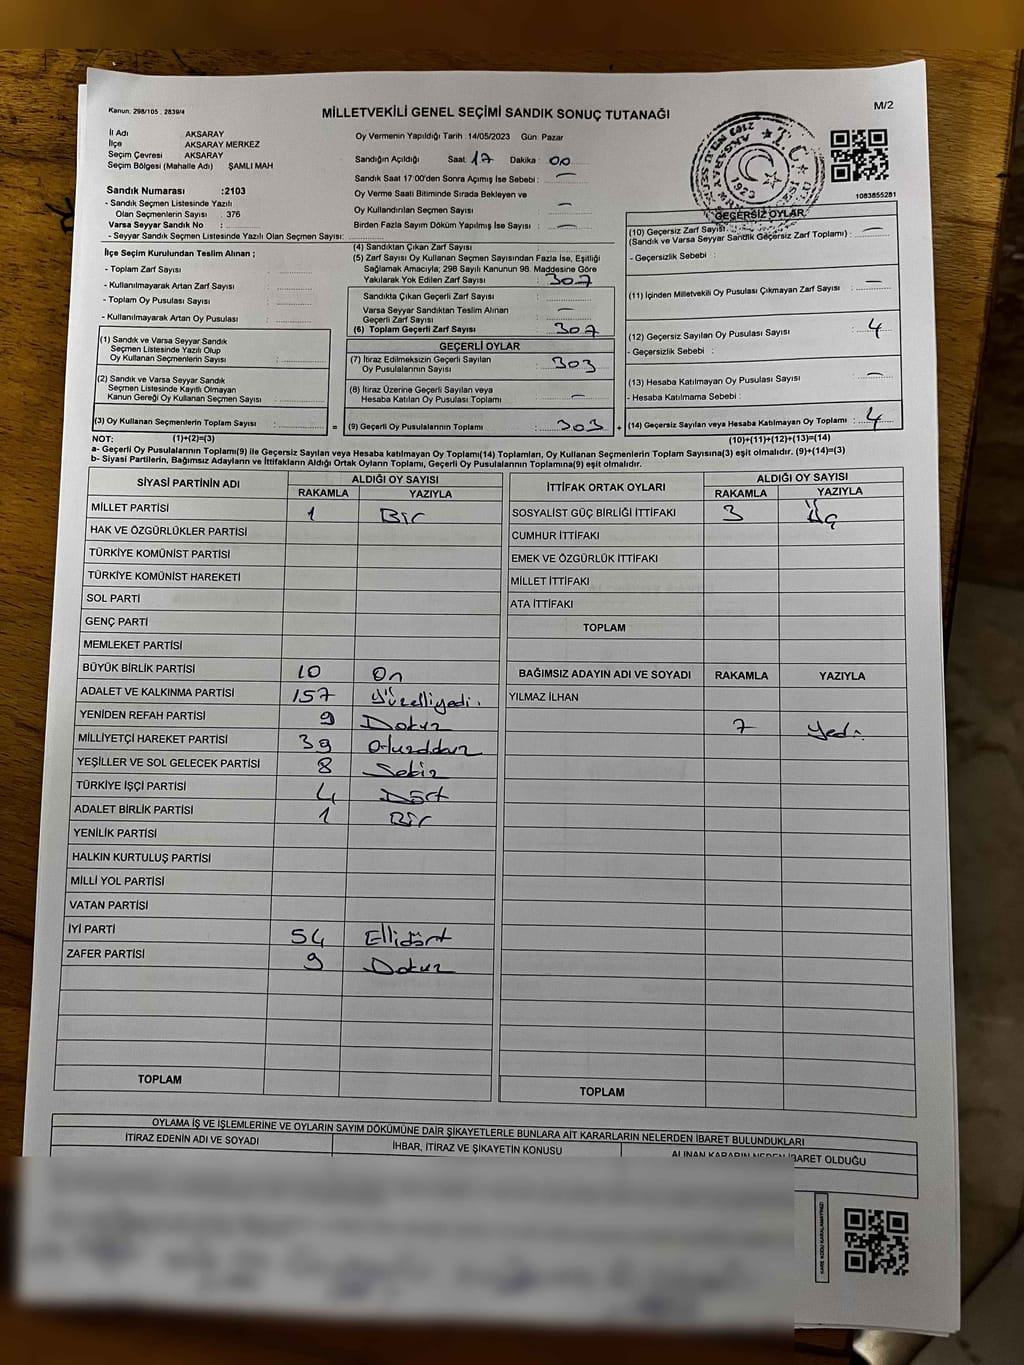 Kanun: 298/105 , 2839/4
MİLLETVEKİLİ GENEL SEÇİMİ SANDIK SONUÇ TUTANAĞI
M/2
İl Adı AKSARAY
İlçe AKSARAY MERKEZ
Seçim Çevresi AKSARAY
Seçim Bölgesi (Mahalle Adı) ŞAMLI MAH
Oy Vermenin Yapıldığı Tarih :14/05/2023 Gün: Pazar
Sandığın Açıldığı Saat: 17 Dakika: 00
Sandık Saat 17:00'den Sonra Açımış İse Sebebi : —
Oy Verme Saati Bitiminde Sırada Bekleyen ve
Oy Kullandırılan Seçmen Sayısı : —
Birden Fazla Sayım Döküm Yapılmış İse Sayısı : —
T.C.
1923
1083855281
Sandık Numarası :2103
- Sandık Seçmen Listesinde Yazılı
Olan Seçmenlerin Sayısı : 376
Varsa Seyyar Sandık No :
- Seyyar Sandık Seçmen Listesinde Yazılı Olan Seçmen Sayısı:
İlçe Seçim Kurulundan Teslim Alınan ;
- Toplam Zarf Sayısı :
- Kullanılmayarak Artan Zarf Sayısı :
- Toplam Oy Pusulası Sayısı :
- Kullanılmayarak Artan Oy Pusulası :
(1) Sandık ve Varsa Seyyar Sandık
Seçmen Listesinde Yazılı Olup
Oy Kullanan Seçmenlerin Sayısı :
(2) Sandık ve Varsa Seyyar Sandık
Seçmen Listesinde Kayıtlı Olmayan
Kanun Gereği Oy Kullanan Seçmen Sayısı :
(3) Oy Kullanan Seçmenlerin Toplam Sayısı :
(4) Sandıktan Çıkan Zarf Sayısı :
(5) Zarf Sayısı Oy Kullanan Seçmen Sayısından Fazla İse, Eşitliği
Sağlamak Amacıyla; 298 Sayılı Kanunun 98. Maddesine Göre
Yakılarak Yok Edilen Zarf Sayısı : 307
Sandıkta Çıkan Geçerli Zarf Sayısı :
Varsa Seyyar Sandıktan Teslim Alınan
Geçerli Zarf Sayısı : —
(6) Toplam Geçerli Zarf Sayısı : 307
GEÇERLİ OYLAR
(7) İtiraz Edilmeksizin Geçerli Sayılan
Oy Pusulalarının Sayısı : 303
(8) İtiraz Üzerine Geçerli Sayılan veya
Hesaba Katılan Oy Pusulası Toplamı : —
= (9) Geçerli Oy Pusulalarının Toplamı : 303 +
GEÇERSİZ OYLAR
(10) Geçersiz Zarf Sayısı
(Sandık ve Varsa Seyyar Sandık Geçersiz Zarf Toplamı) : —
- Geçersizlik Sebebi :
(11) İçinden Milletvekili Oy Pusulası Çıkmayan Zarf Sayısı : —
(12) Geçersiz Sayılan Oy Pusulası Sayısı : 4
- Geçersizlik Sebebi :
(13) Hesaba Katılmayan Oy Pusulası Sayısı : —
- Hesaba Katılmama Sebebi :
(14) Geçersiz Sayılan veya Hesaba Katılmayan Oy Toplamı : 4
NOT: (1)+(2)=(3) (10)+(11)+(12)+(13)=(14)
a- Geçerli Oy Pusulalarının Toplamı(9) ile Geçersiz Sayılan veya Hesaba katılmayan Oy Toplamı(14) Toplamları, Oy Kullanan Seçmenlerin Toplam Sayısına(3) eşit olmalıdır. (9)+(14)=(3)
b- Siyasi Partilerin, Bağımsız Adayların ve İttifakların Aldığı Ortak Oyların Toplamı, Geçerli Oy Pusulalarının Toplamına(9) eşit olmalıdır.
SİYASİ PARTİNİN ADI ALDIĞI OY SAYISI
RAKAMLA YAZIYLA
MİLLET PARTİSİ 1 Bir
HAK VE ÖZGÜRLÜKLER PARTİSİ
TÜRKİYE KOMÜNİST PARTİSİ
TÜRKİYE KOMÜNİST HAREKETİ
SOL PARTİ
GENÇ PARTİ
MEMLEKET PARTİSİ
BÜYÜK BİRLİK PARTİSİ 10 On
ADALET VE KALKINMA PARTİSİ 157 Yüzelliyedi.
YENİDEN REFAH PARTİSİ 9 Dokuz
MİLLİYETÇİ HAREKET PARTİSİ 39 Otuzdokuz
YEŞİLLER VE SOL GELECEK PARTİSİ 8 Sekiz
TÜRKİYE İŞÇİ PARTİSİ 4 Dört
ADALET BİRLİK PARTİSİ 1 Bir
YENİLİK PARTİSİ
HALKIN KURTULUŞ PARTİSİ
MİLLİ YOL PARTİSİ
VATAN PARTİSİ
İYİ PARTİ 54 Ellidört
ZAFER PARTİSİ 9 Dokuz
TOPLAM
İTTİFAK ORTAK OYLARI ALDIĞI OY SAYISI
RAKAMLA YAZIYLA
SOSYALİST GÜÇ BİRLİĞİ İTTİFAKI 3 Üç
CUMHUR İTTİFAKI
EMEK VE ÖZGÜRLÜK İTTİFAKI
MİLLET İTTİFAKI
ATA İTTİFAKI
TOPLAM
BAĞIMSIZ ADAYIN ADI VE SOYADI RAKAMLA YAZIYLA
YILMAZ İLHAN
7 Yedi
TOPLAM
OYLAMA İŞ VE İŞLEMLERİNE VE OYLARIN SAYIM DÖKÜMÜNE DAİR ŞİKAYETLERLE BUNLARA AİT KARARLARIN NELERDEN İBARET BULUNDUKLARI
İTİRAZ EDENİN ADI VE SOYADI
İHBAR, İTİRAZ VE ŞİKAYETİN KONUSU
ALINAN KARARIN NEDEN İBARET OLDUĞU
KARE KODU KARALAMAYINIZ!